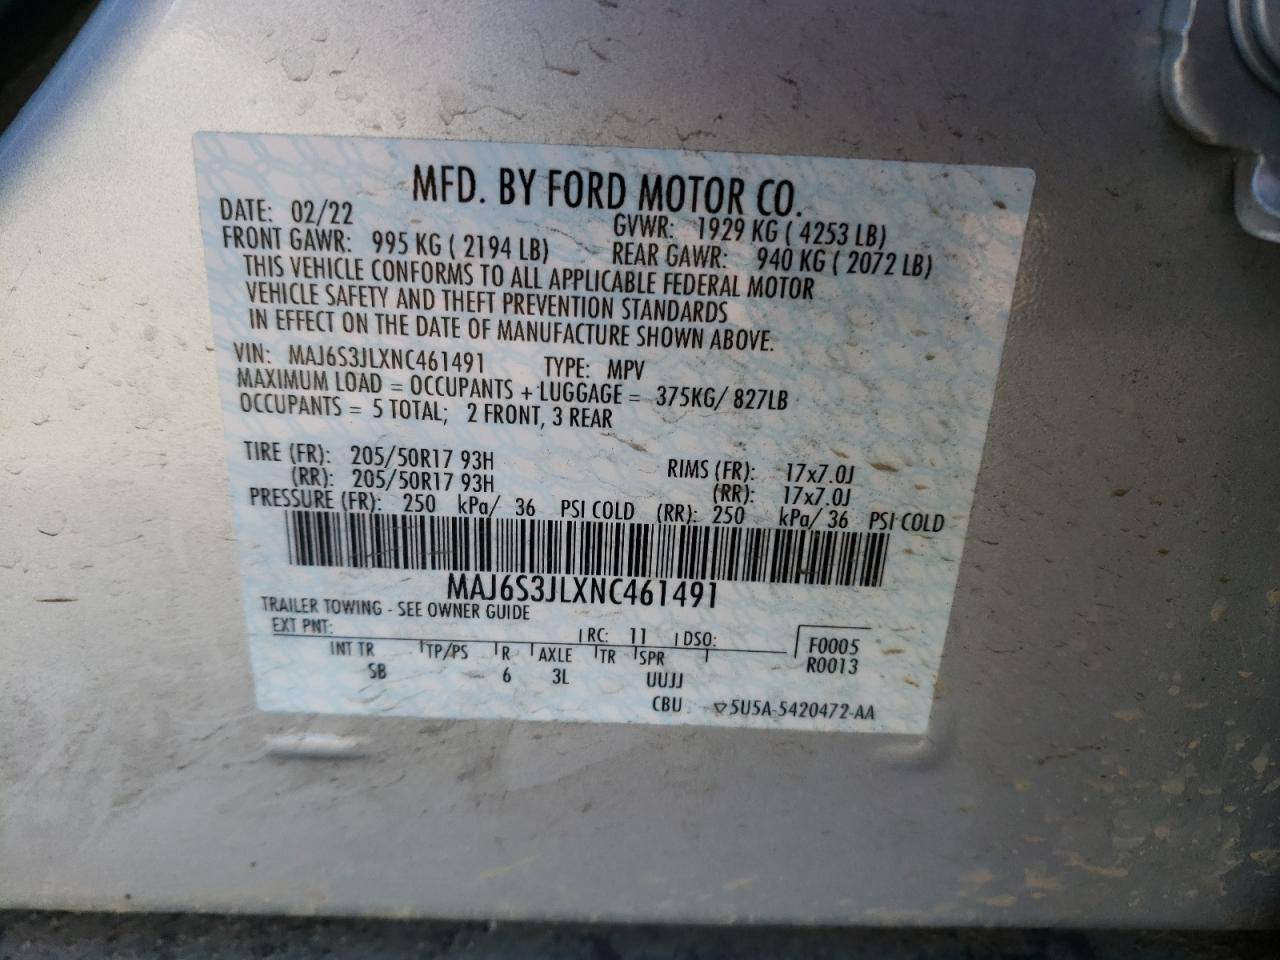 MFD. BY FORD MOTOR CO.
DATE: 02/22 GVWR: 1929 KG ( 4253 LB)
FRONT GAWR: 995 KG ( 2194 LB) REAR GAWR: 940 KG ( 2072 LB)
THIS VEHICLE CONFORMS TO ALL APPLICABLE FEDERAL MOTOR
VEHICLE SAFETY AND THEFT PREVENTION STANDARDS
IN EFFECT ON THE DATE OF MANUFACTURE SHOWN ABOVE.
VIN: MAJ6S3JLXNC461491 TYPE: MPV
MAXIMUM LOAD = OCCUPANTS + LUGGAGE = 375KG/ 827LB
OCCUPANTS = 5 TOTAL; 2 FRONT, 3 REAR
TIRE (FR): 205/50R17 93H RIMS (FR): 17x7.0J
(RR): 205/50R17 93H (RR): 17x7.0J
PRESSURE (FR): 250 kPa/ 36 PSI COLD (RR): 250 kPa/ 36 PSI COLD
MAJ6S3JLXNC461491
TRAILER TOWING - SEE OWNER GUIDE
EXT PNT: RC: 11 DSO: F0005
INT TR TP/PS R AXLE TR SPR R0013
SB 6 3L UUJJ
CBU ▽5U5A-5420472-AA